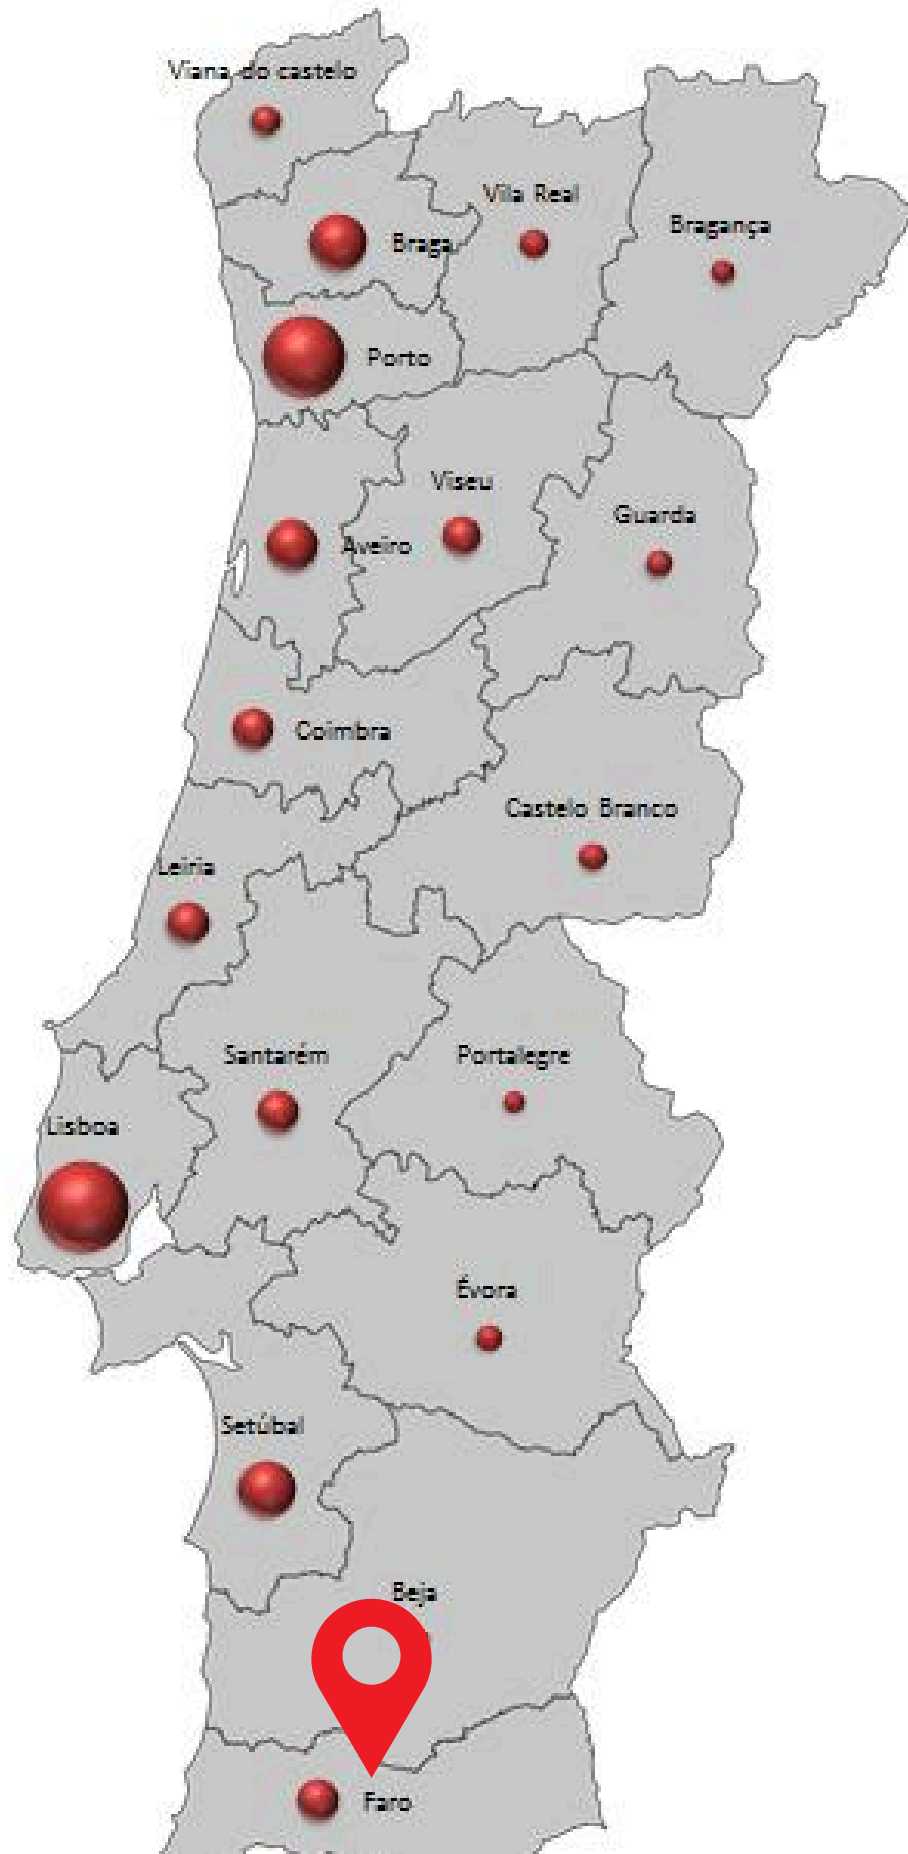 Viana do castelo
Vila Real
Bragança
Braga
Porto
Viseu
Guarda
Aveiro
Coimbra
Castelo Branco
Leiria
Santarém
Portalegre
Lisboa
Évora
Setúbal
Beja
Faro